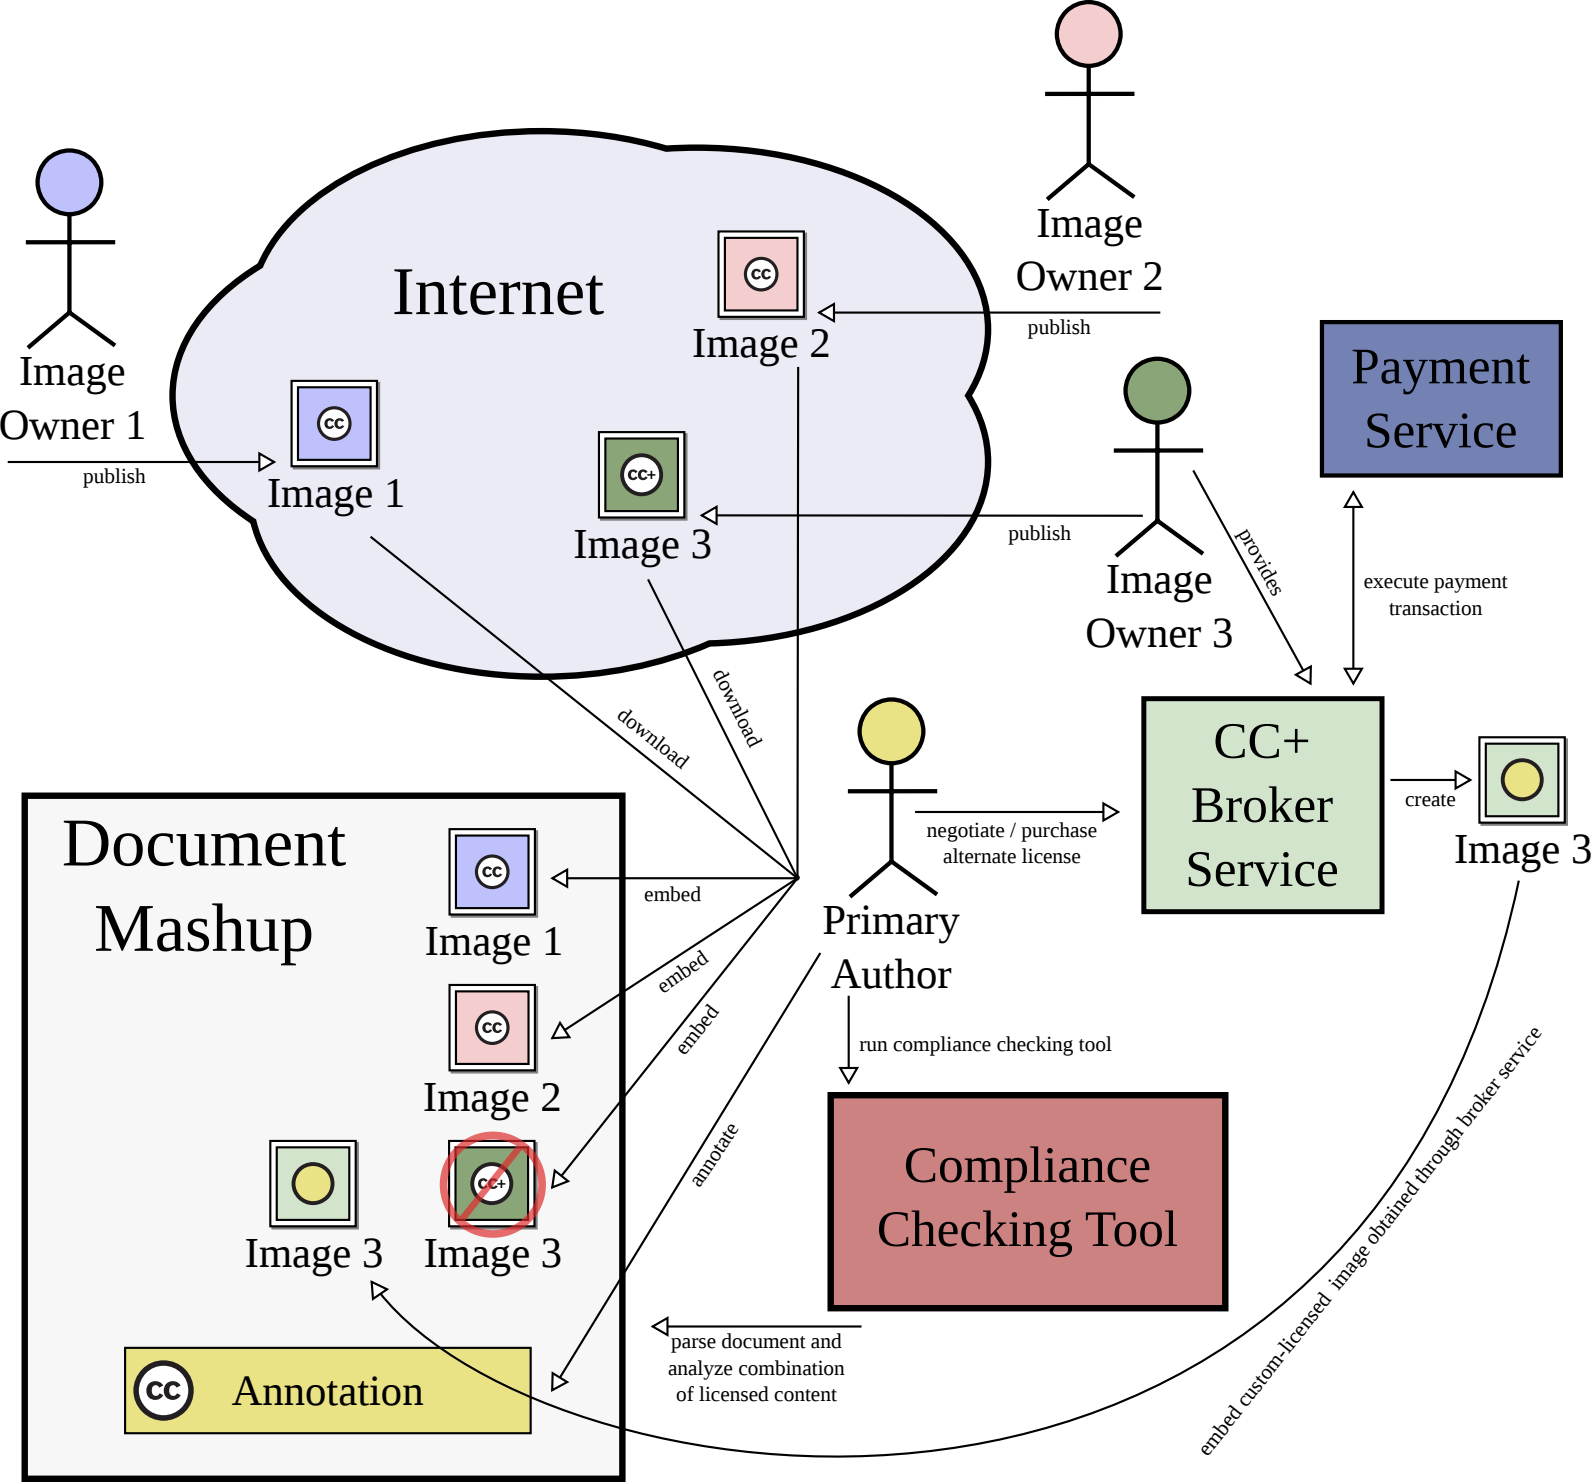 Image
Owner 2
publish
Image
Owner 1
publish
Internet
CC
Image 2
CC
Image 1
CC+
Image 3
publish
Image
Owner 3
provides
Payment
Service
execute payment
transaction
download
download
CC+
Broker
Service
create
Image 3
negotiate / purchase
alternate license
Primary
Author
Document
Mashup
CC
Image 1
embed
CC
Image 2
embed
embed
Image 3
CC+
Image 3
annotate
run compliance checking tool
Compliance
Checking Tool
parse document and
analyze combination
of licensed content
embed custom-licensed image obtained through broker service
CC
Annotation